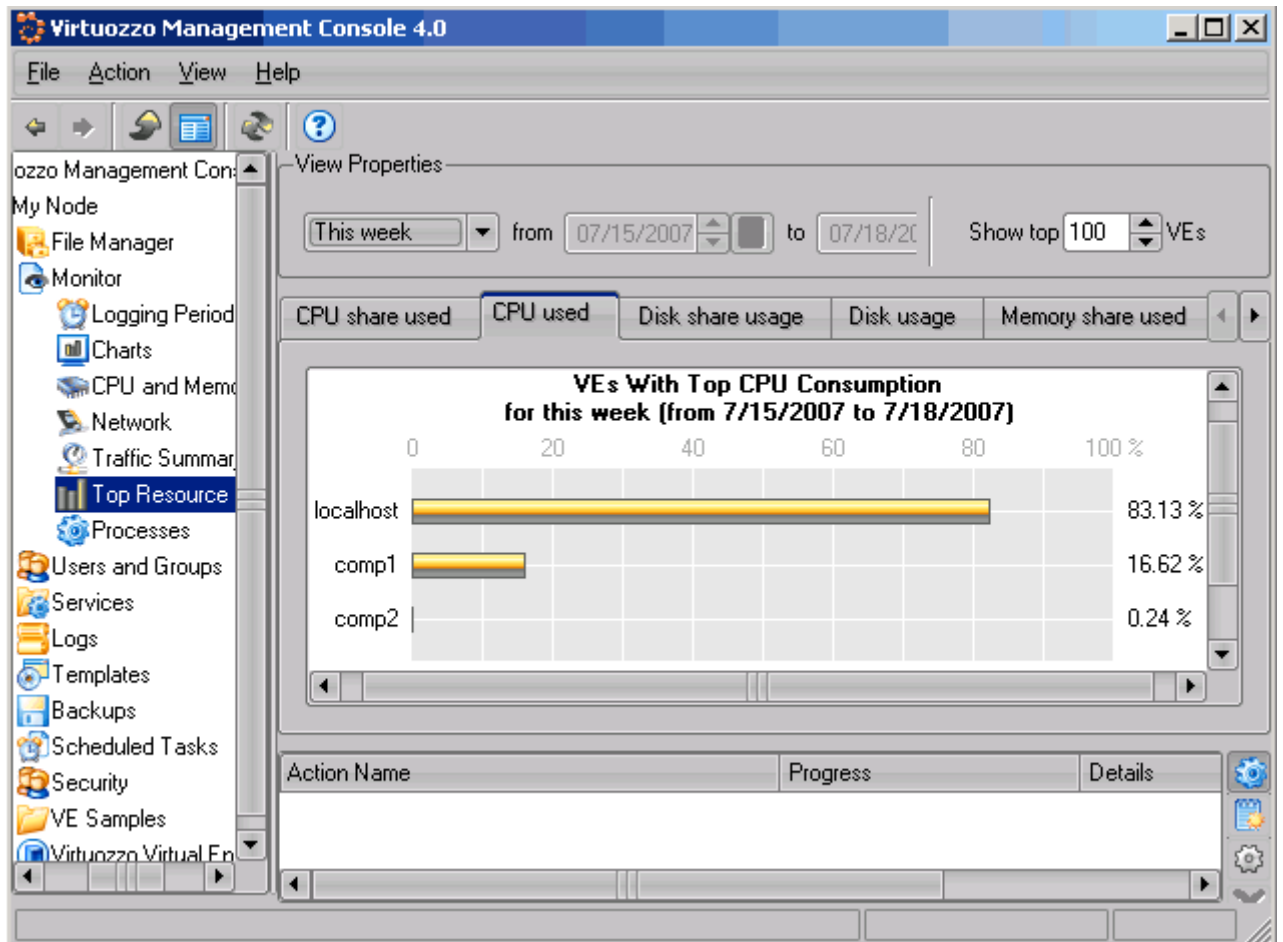 Virtuozzo Management Console 4.0
File Action View Help
ozzo Management Con
My Node
File Manager
Monitor
Logging Period
Charts
CPU and Memo
Network
Traffic Summar
Top Resource
Processes
Users and Groups
Services
Logs
Templates
Backups
Scheduled Tasks
Security
VE Samples
Virtuozzo Virtual En
View Properties
This week from 07/15/2007 to 07/18/20 Show top 100 VEs
CPU share used CPU used Disk share usage Disk usage Memory share used
VEs With Top CPU Consumption
for this week (from 7/15/2007 to 7/18/2007)
0 20 40 60 80 100 %
localhost 83.13 %
comp1 16.62 %
comp2 0.24 %
Action Name Progress Details